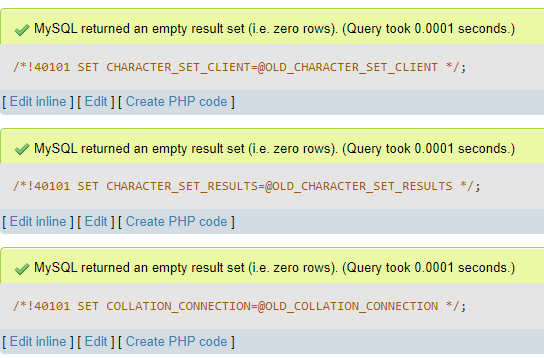 MySQL returned an empty result set (i.e. zero rows). (Query took 0.0001 seconds.)
/*!40101 SET CHARACTER_SET_CLIENT=@OLD_CHARACTER_SET_CLIENT */;
[ Edit inline ] [ Edit ] [ Create PHP code ]
MySQL returned an empty result set (i.e. zero rows). (Query took 0.0001 seconds.)
/*!40101 SET CHARACTER_SET_RESULTS=@OLD_CHARACTER_SET_RESULTS */;
[ Edit inline ] [ Edit ] [ Create PHP code ]
MySQL returned an empty result set (i.e. zero rows). (Query took 0.0001 seconds.)
/*!40101 SET COLLATION_CONNECTION=@OLD_COLLATION_CONNECTION */;
[ Edit inline ] [ Edit ] [ Create PHP code ]